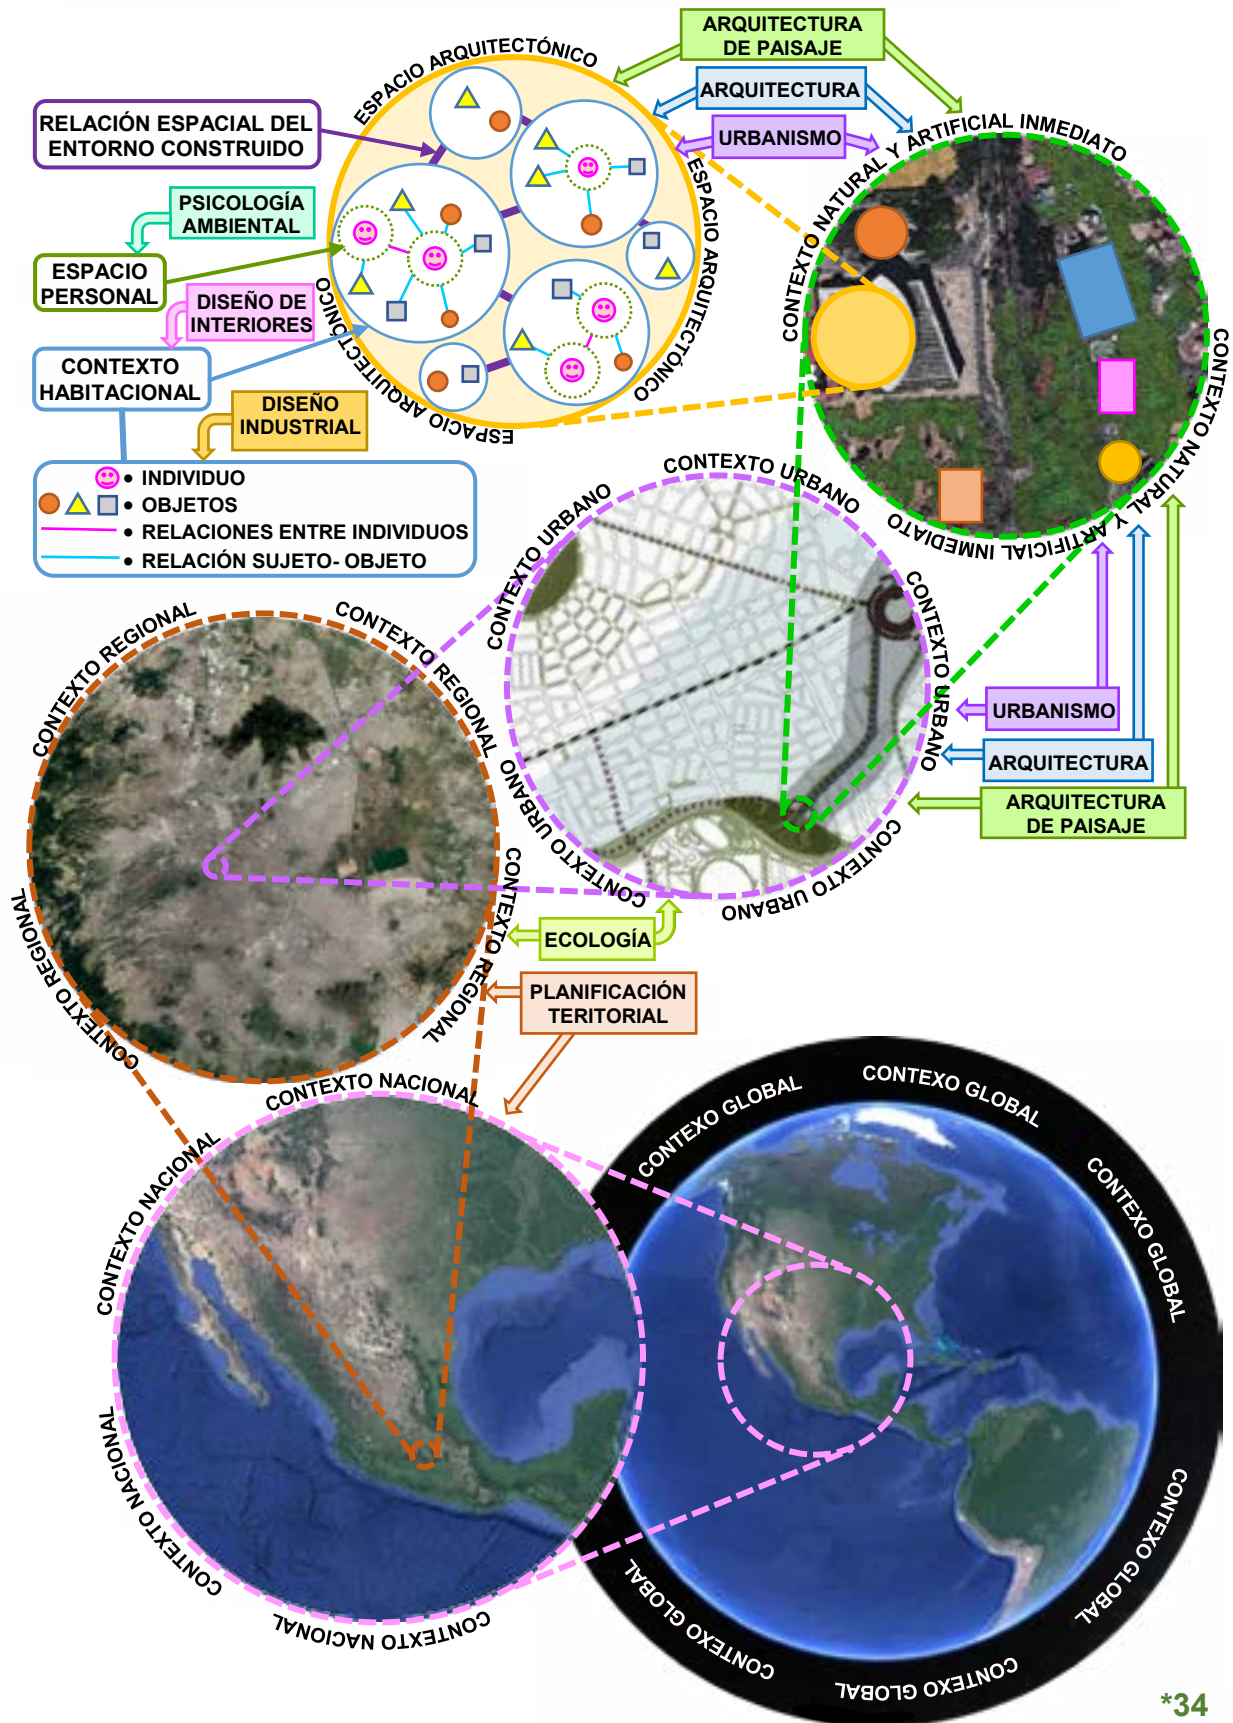 ARQUITECTURA
DE PAISAJE
ARQUITECTURA
URBANISMO
ESPACIO ARQUITECTÓNICO
ESPACIO ARQUITECTÓNICO
ESPACIO ARQUITECTÓNICO
RELACIÓN ESPACIAL DEL
ENTORNO CONSTRUIDO
PSICOLOGÍA
AMBIENTAL
ESPACIO
PERSONAL
DISEÑO DE
INTERIORES
CONTEXTO
HABITACIONAL
DISEÑO
INDUSTRIAL
• INDIVIDUO
• OBJETOS
• RELACIONES ENTRE INDIVIDUOS
• RELACIÓN SUJETO- OBJETO
CONTEXTO NATURAL Y ARTIFICIAL INMEDIATO
CONTEXTO NATURAL Y ARTIFICIAL INMEDIATO
CONTEXTO URBANO
CONTEXTO URBANO
CONTEXTO URBANO
CONTEXTO URBANO
CONTEXTO URBANO
URBANISMO
ARQUITECTURA
ARQUITECTURA
DE PAISAJE
CONTEXTO REGIONAL
CONTEXTO REGIONAL
CONTEXTO REGIONAL
CONTEXTO REGIONAL
CONTEXTO REGIONAL
ECOLOGÍA
PLANIFICACIÓN
TERITORIAL
CONTEXTO NACIONAL
CONTEXTO NACIONAL
CONTEXTO NACIONAL
CONTEXTO NACIONAL
CONTEXO GLOBAL
CONTEXO GLOBAL
CONTEXO GLOBAL
CONTEXO GLOBAL
CONTEXO GLOBAL
CONTEXO GLOBAL
*34